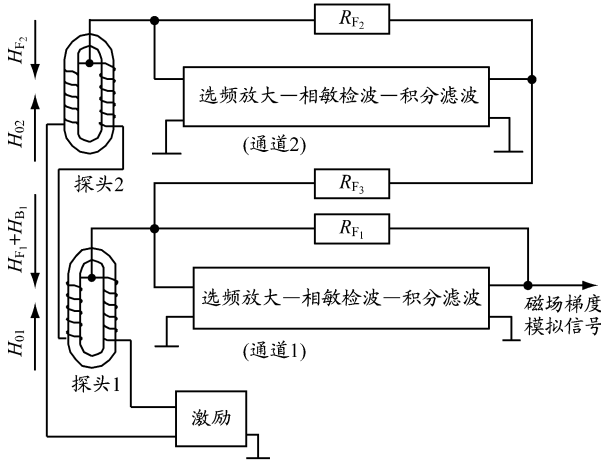 R_F2
H_F2
选频放大—相敏检波—积分滤波
H_02
(通道2)
探头2
R_F3
H_F1+H_B1
R_F1
选频放大—相敏检波—积分滤波
磁场梯度
模拟信号
H_01
(通道1)
探头1
激励